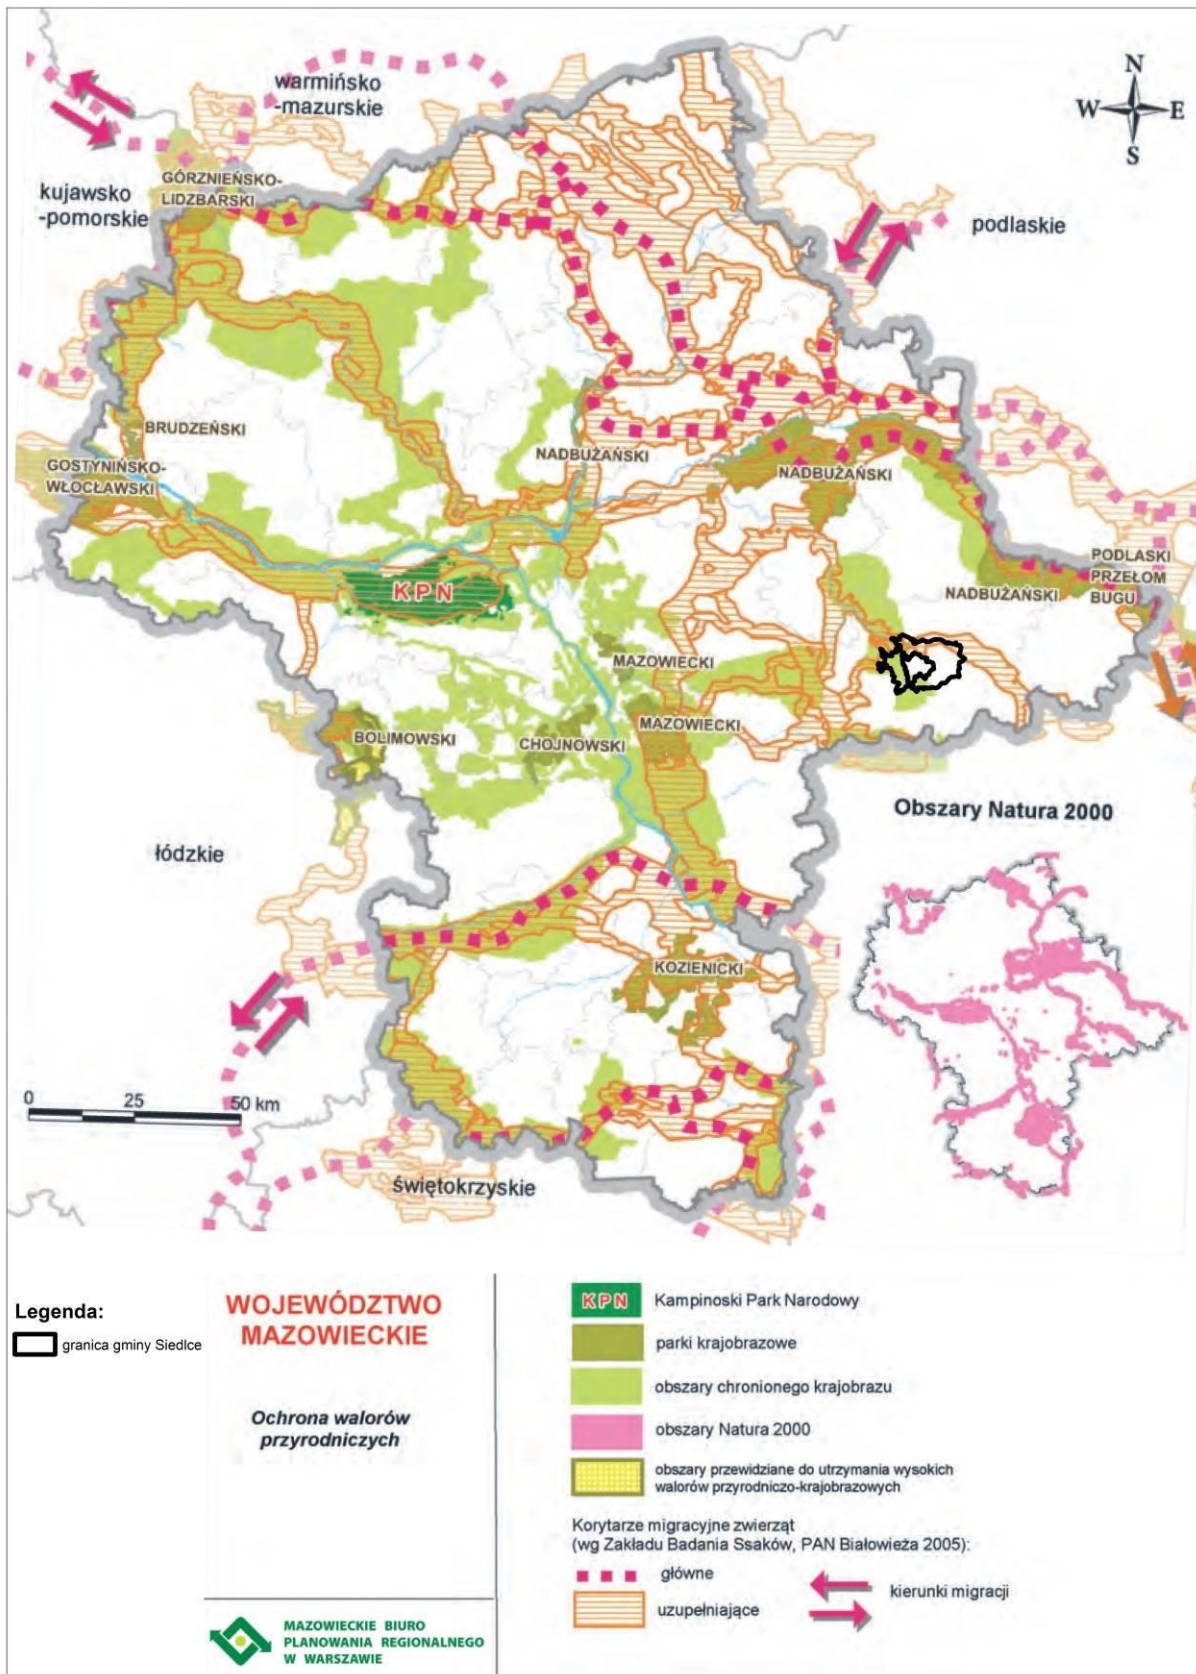 warmińsko
-mazurskie
N
W E
S
GÓRZNIEŃSKO-
LIDZBARSKI
kujawsko
-pomorskie
podlaskie
BRUDZEŃSKI
GOSTYNIŃSKO-
WŁOCŁAWSKI
NADBUŻAŃSKI
NADBUŻAŃSKI
PODLASKI
PRZEŁOM
BUGU
NADBUŻAŃSKI
KPN
MAZOWIECKI
MAZOWIECKI
BOLIMOWSKI
CHOJNOWSKI
Obszary Natura 2000
łódzkie
KOZIENICKI
0 25 50 km
świętokrzyskie
Legenda:
granica gminy Siedlce
WOJEWÓDZTWO
MAZOWIECKIE
Ochrona walorów
przyrodniczych
MAZOWIECKIE BIURO
PLANOWANIA REGIONALNEGO
W WARSZAWIE
KPN Kampinoski Park Narodowy
parki krajobrazowe
obszary chronionego krajobrazu
obszary Natura 2000
obszary przewidziane do utrzymania wysokich
walorów przyrodniczo-krajobrazowych
Korytarze migracyjne zwierząt
(wg Zakładu Badania Ssaków, PAN Białowieża 2005):
główne
uzupełniające
kierunki migracji